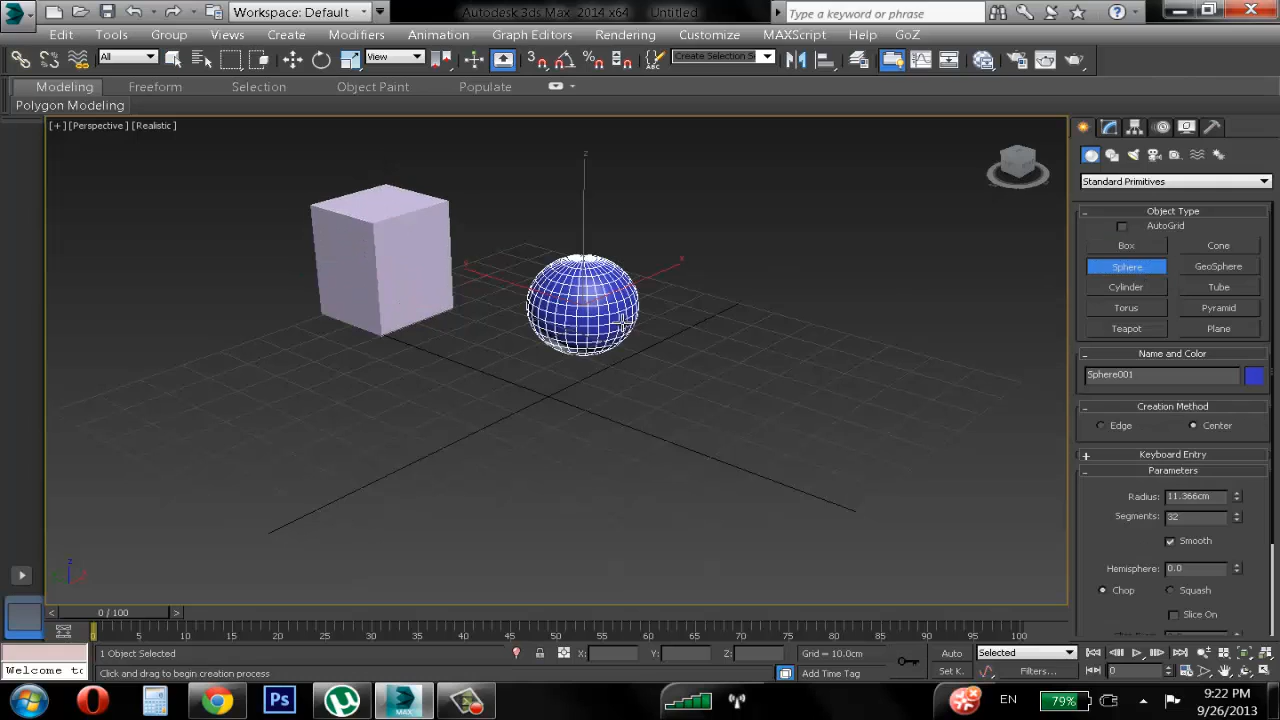 Workspace: Default
Autodesk 3ds Max 2014 x64 Untitled
Type a keyword or phrase
Edit Tools Group Views Create Modifiers Animation Graph Editors Rendering Customize MAXScript Help GoZ
All
View
Create Selection S
Modeling Freeform Selection Object Paint Populate
Polygon Modeling
[+] [Perspective] [Realistic]
z
Standard Primitives
Object Type
AutoGrid
Box Cone
Sphere GeoSphere
Cylinder Tube
Torus Pyramid
Teapot Plane
Name and Color
Sphere001
Creation Method
Edge Center
Keyboard Entry
Parameters
Radius: 11.366cm
Segments: 32
Smooth
Hemisphere: 0.0
Chop Squash
Slice On
0 / 100
0 5 10 15 20 25 30 35 40 45 50 55 60 65 70 75 80 85 90 95 100
1 Object Selected X: Y: Z: Grid = 10.0cm Auto Selected
Welcome to Click and drag to begin creation process Add Time Tag Set K. Filters... 0
Ps MAX EN 79% 9:22 PM
9/26/2013